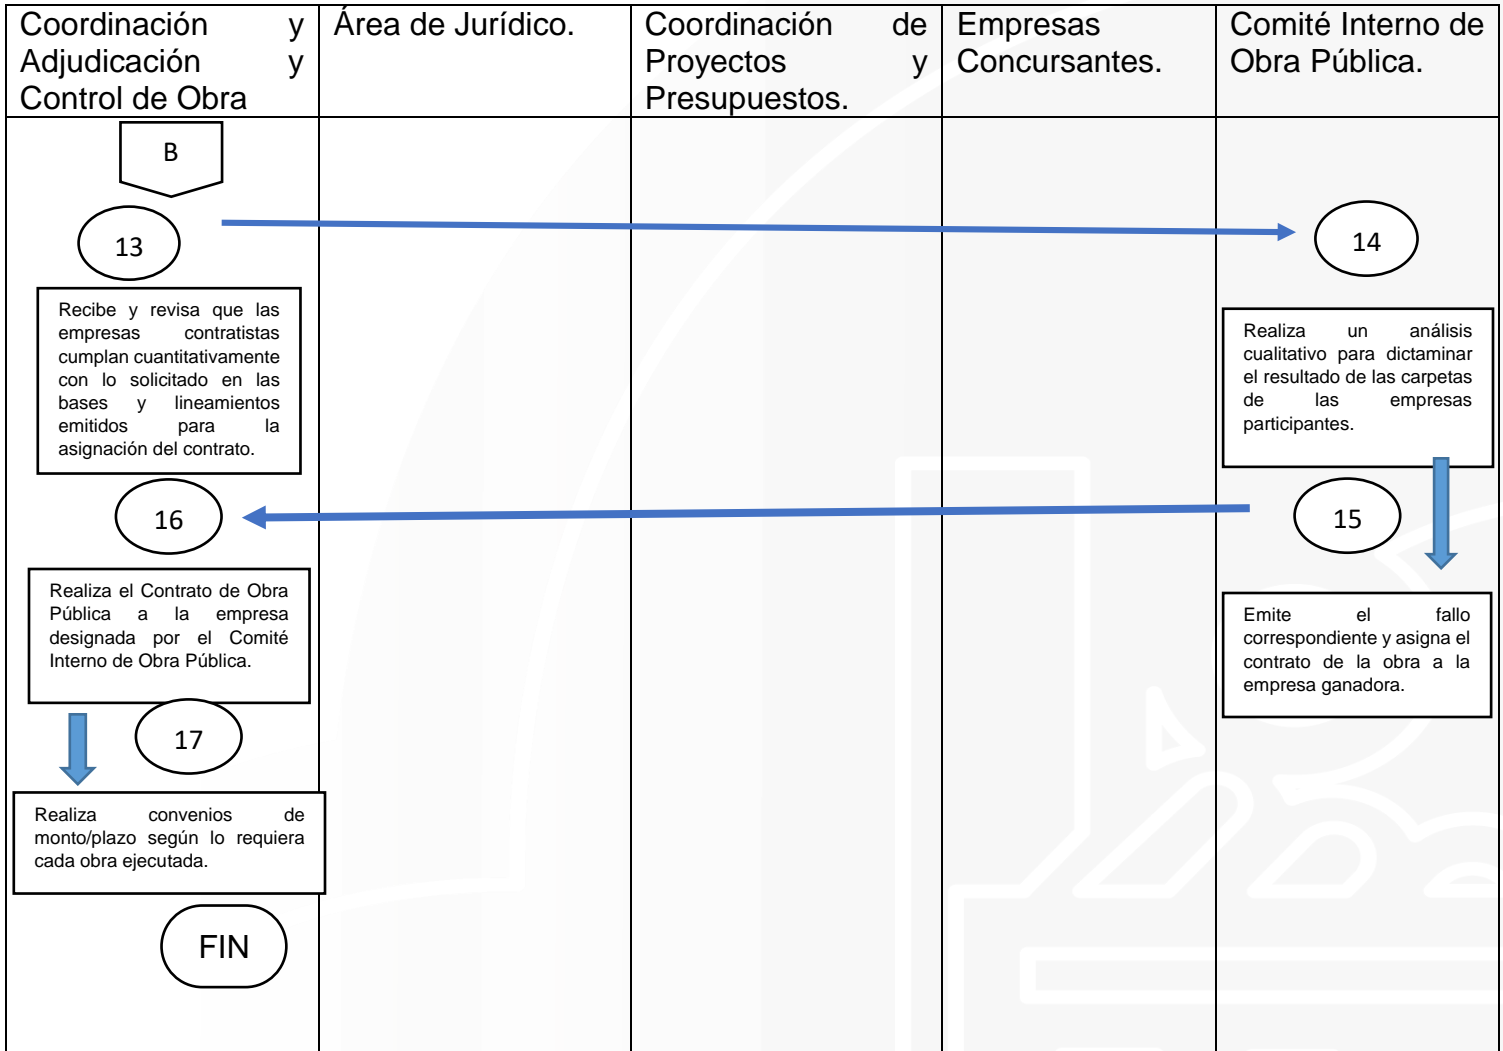 Coordinación y
Adjudicación y
Control de Obra
Área de Jurídico.
Coordinación de
Proyectos y
Presupuestos.
Empresas
Concursantes.
Comité Interno de
Obra Pública.
B
13
14
Recibe y revisa que las
empresas contratistas
cumplan cuantitativamente
con lo solicitado en las
bases y lineamientos
emitidos para la
asignación del contrato.
Realiza un análisis
cualitativo para dictaminar
el resultado de las carpetas
de las empresas
participantes.
16
15
Realiza el Contrato de Obra
Pública a la empresa
designada por el Comité
Interno de Obra Pública.
Emite el fallo
correspondiente y asigna el
contrato de la obra a la
empresa ganadora.
17
Realiza convenios de
monto/plazo según lo requiera
cada obra ejecutada.
FIN